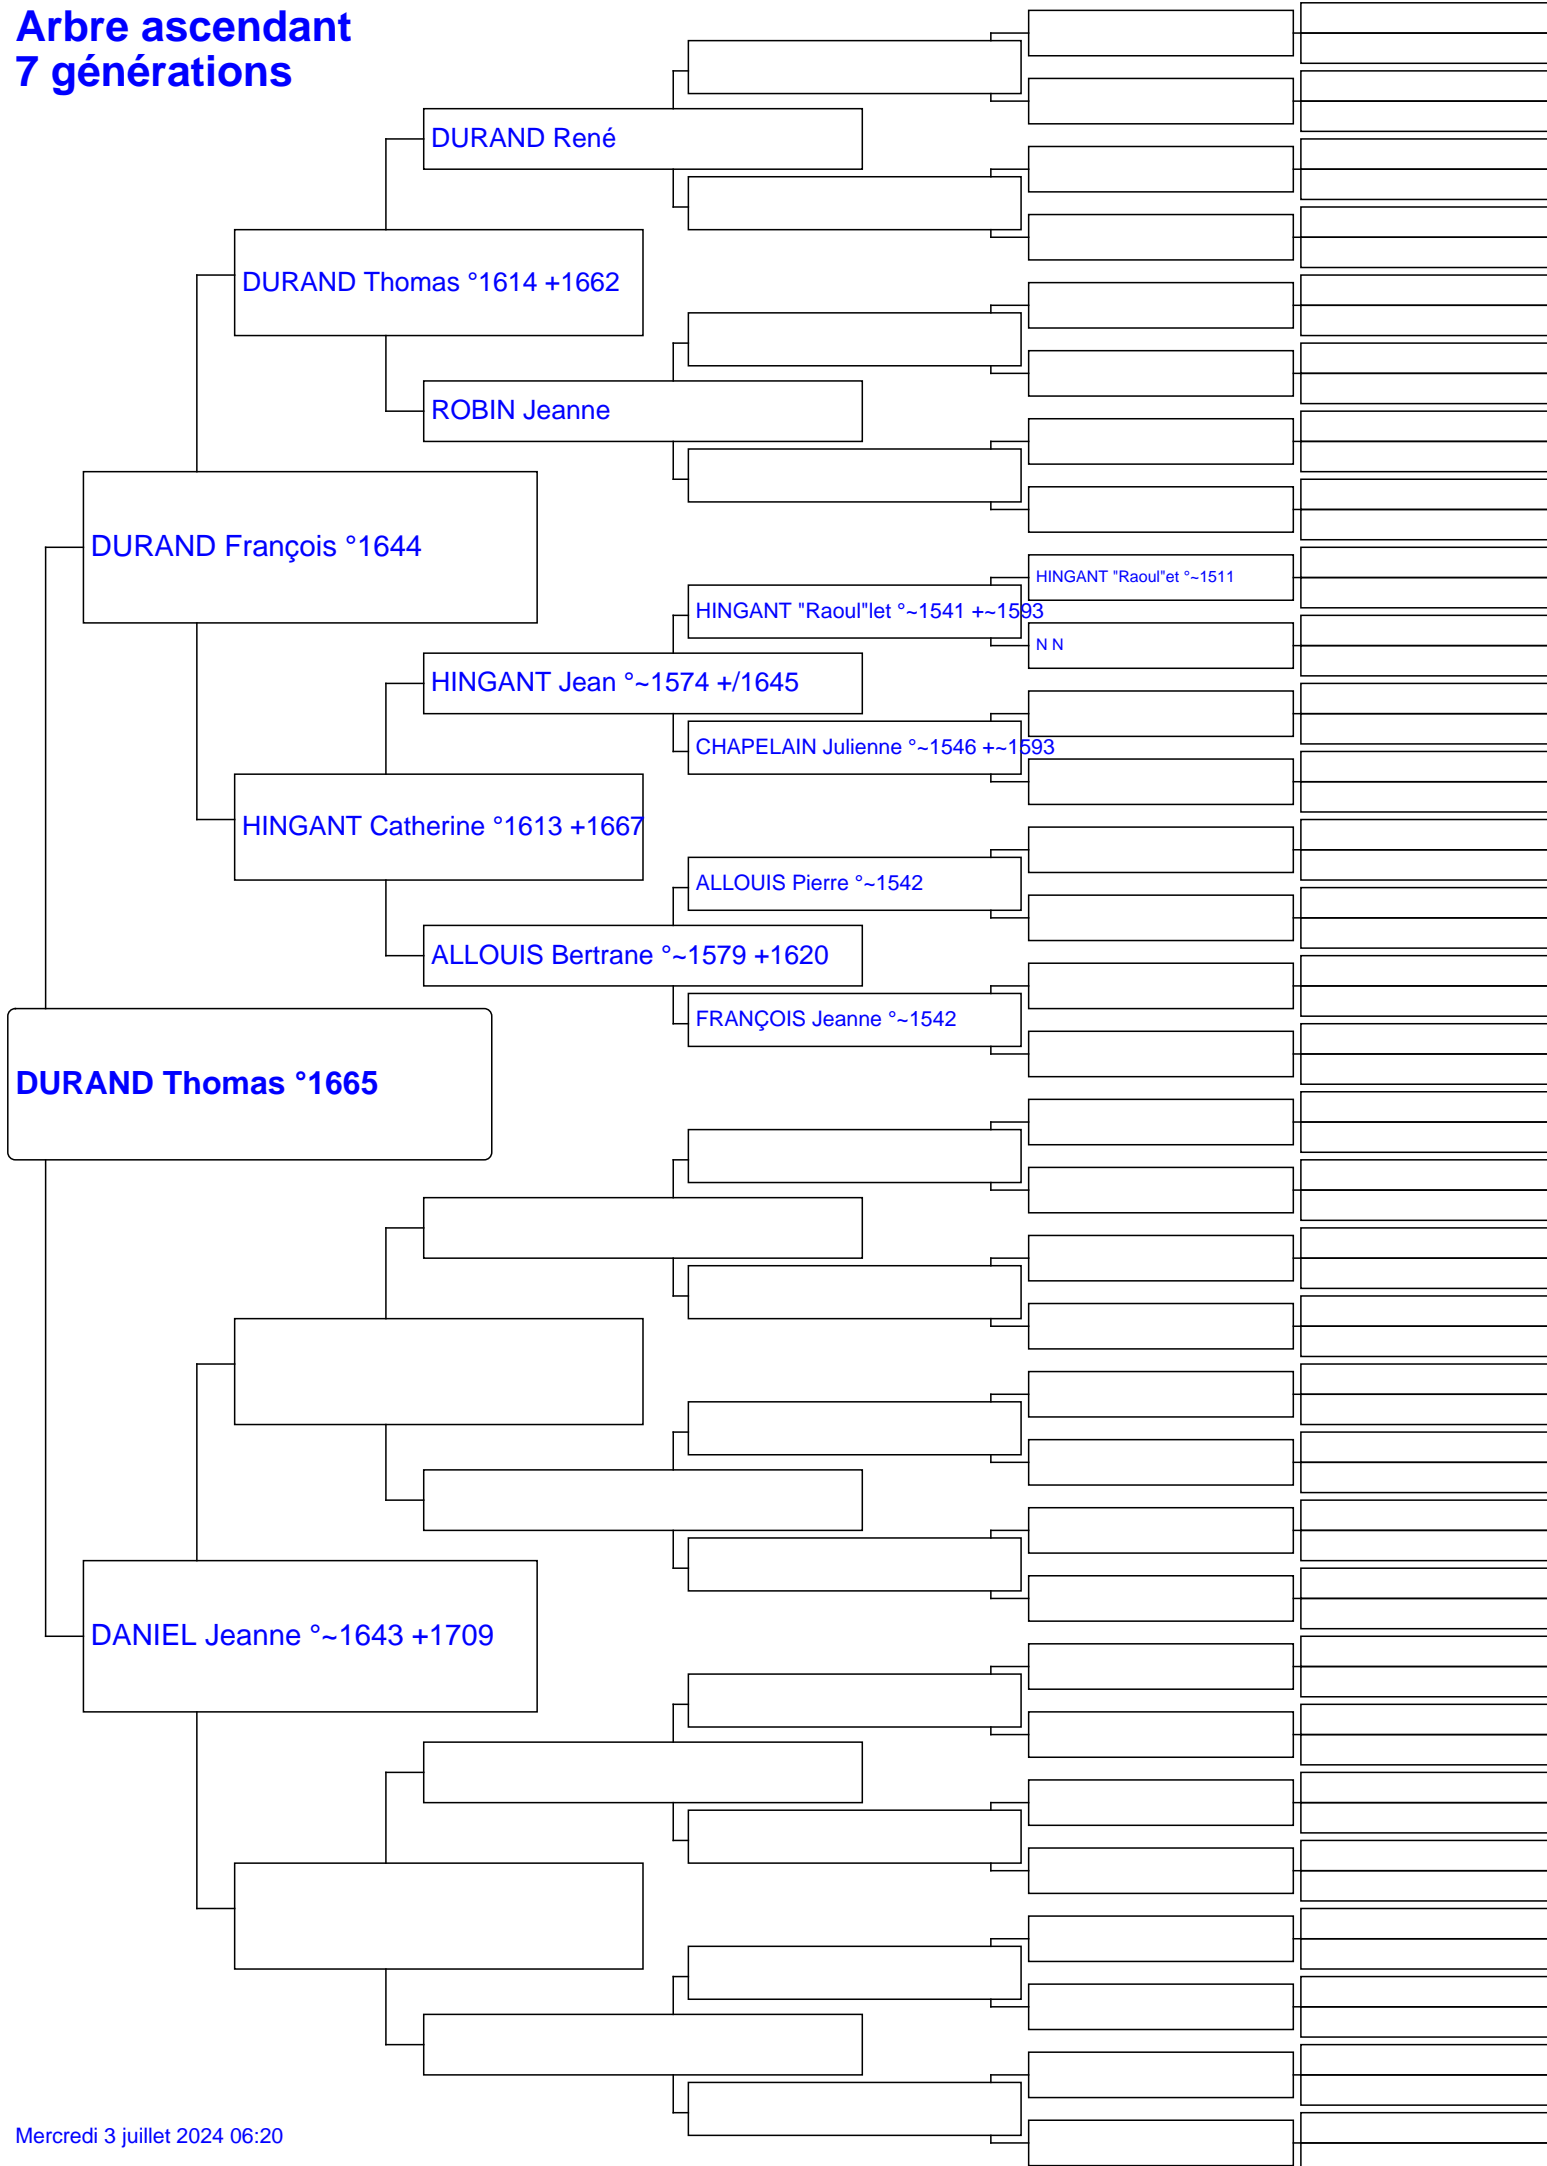 Arbre ascendant
7 générations
DURAND René
DURAND Thomas °1614 +1662
ROBIN Jeanne
DURAND François °1644
HINGANT "Raoul"et °~1511
HINGANT "Raoul"let °~1541 +~1593
N N
HINGANT Jean °~1574 +/1645
CHAPELAIN Julienne °~1546 +~1593
HINGANT Catherine °1613 +1667
ALLOUIS Pierre °~1542
ALLOUIS Bertrane °~1579 +1620
FRANÇOIS Jeanne °~1542
DURAND Thomas °1665
DANIEL Jeanne °~1643 +1709
Mercredi 3 juillet 2024 06:20